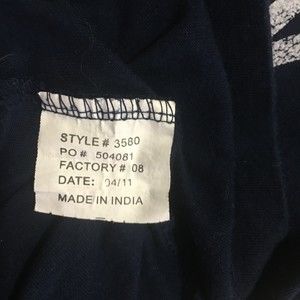 STYLE# 3580
PO# 504081
FACTORY# 08
DATE: 04/11
MADE IN INDIA